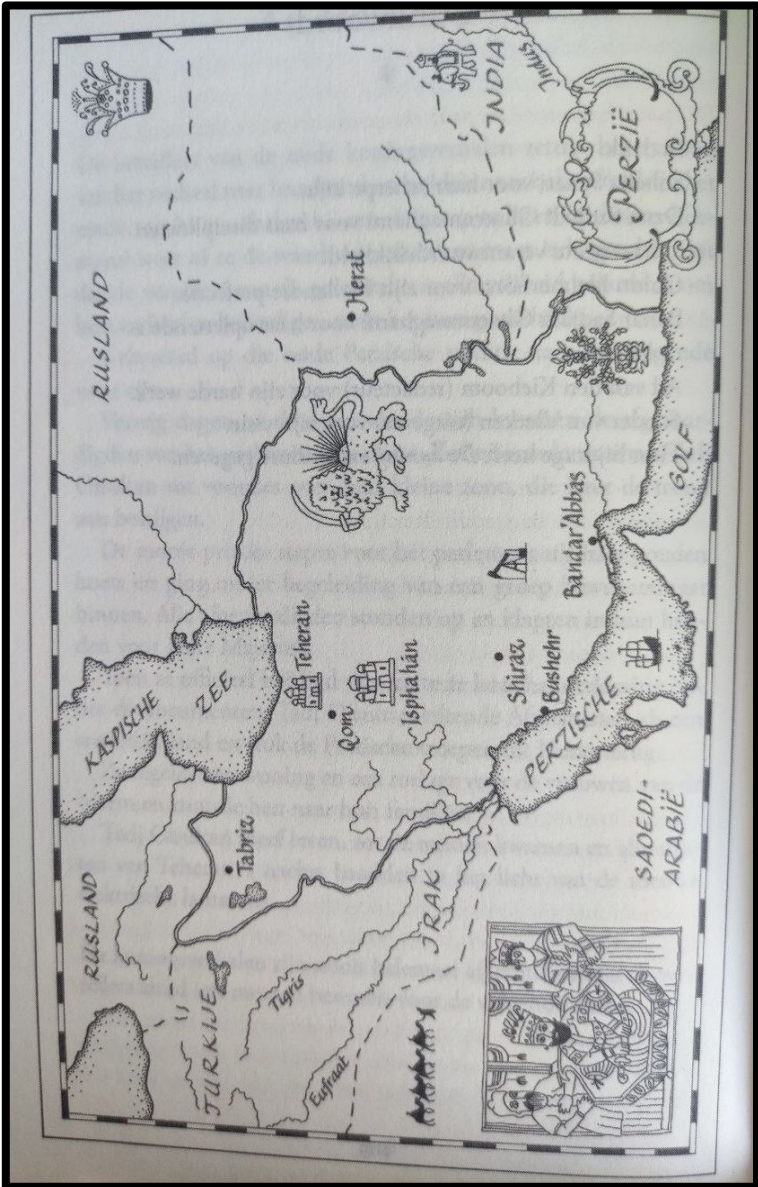 RUSLAND
KASPISCHE
ZEE
RUSLAND
TURKIJE
Tabriz
Teheran
Tigris
Qom
Herat
Eufraat
Isphahan
IRAK
INDIA
Shiraz
Indus
Bushehr
Bandar 'Abbas
PERZISCHE
GOLF
PERZIË
SAOEDI-
ARABIË